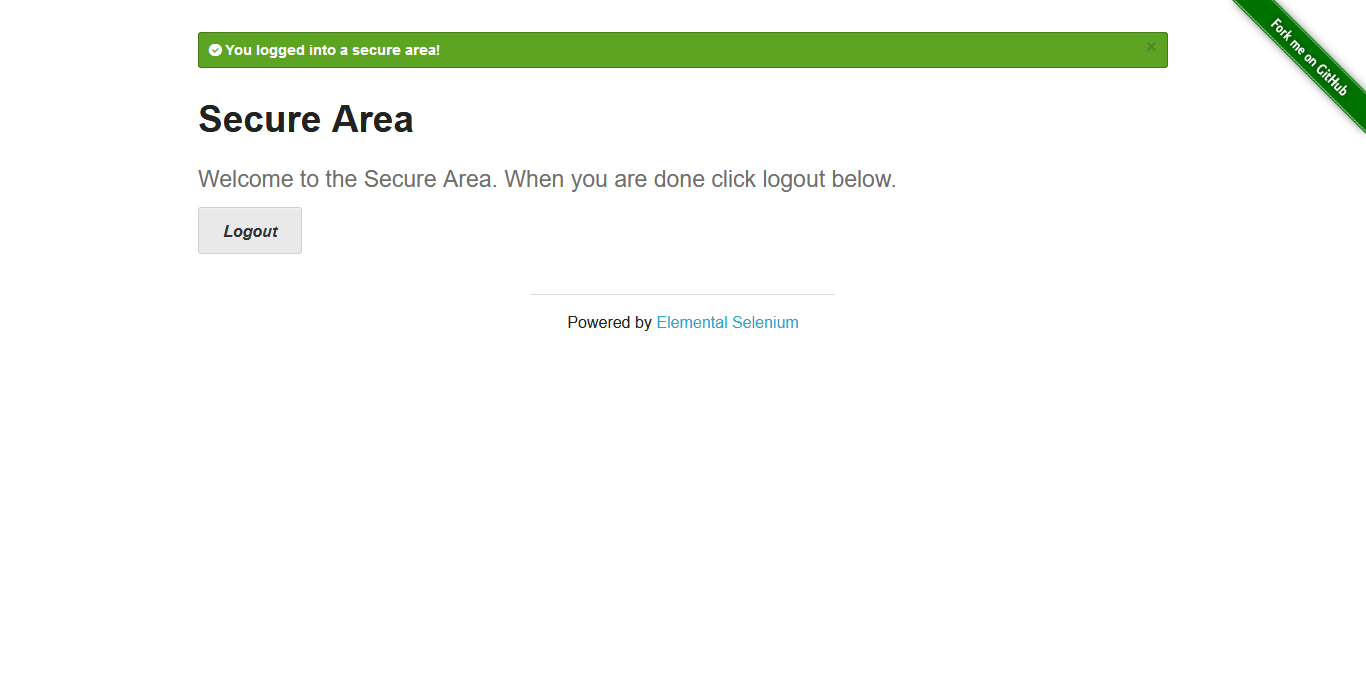 You logged into a secure area!
×
Fork me on GitHub
Secure Area
Welcome to the Secure Area. When you are done click logout below.
Logout
Powered by Elemental Selenium